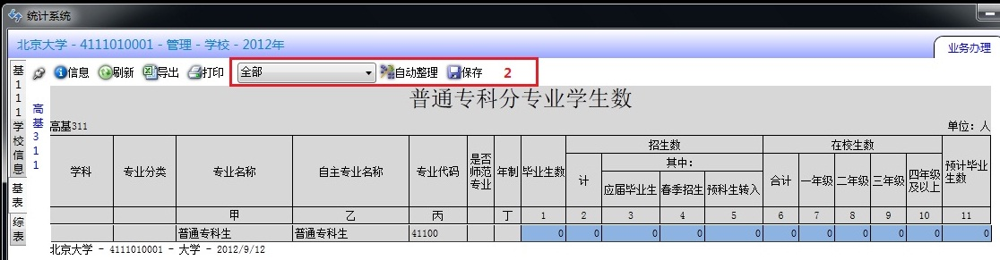 统计系统
北京大学 - 4111010001 - 管理 - 学校 - 2012年
业务办理
信息 刷新 导出 打印 全部 自动整理 保存 2
基111学校信息
基表
综表
高基311
普通专科分专业学生数
高基311 单位: 人
学科 专业分类 专业名称 自主专业名称 专业代码 是否师范专业 年制 毕业生数 招生数 在校生数 预计毕业生数
计 其中: 合计 一年级 二年级 三年级 四年级及以上
应届毕业生 春季招生 预科生转入
甲 乙 丙 丁 1 2 3 4 5 6 7 8 9 10 11
普通专科生 普通专科生 41100 0 0 0 0 0 0 0 0 0 0 0
北京大学 - 4111010001 - 大学 - 2012/9/12